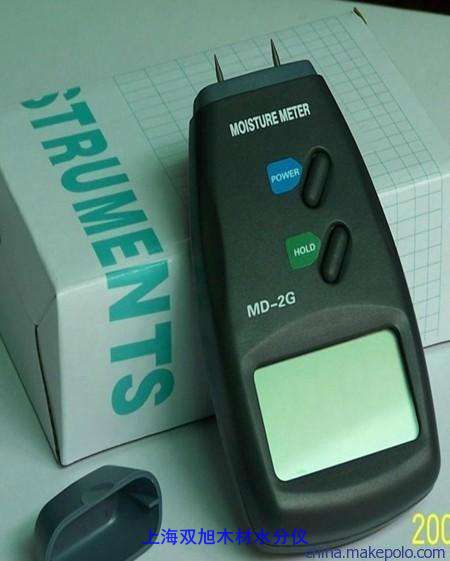 STRUMENTS
MOISTURE METER
POWER
HOLD
MD-2G
上海双旭木材水分仪
200
china.makepolo.com